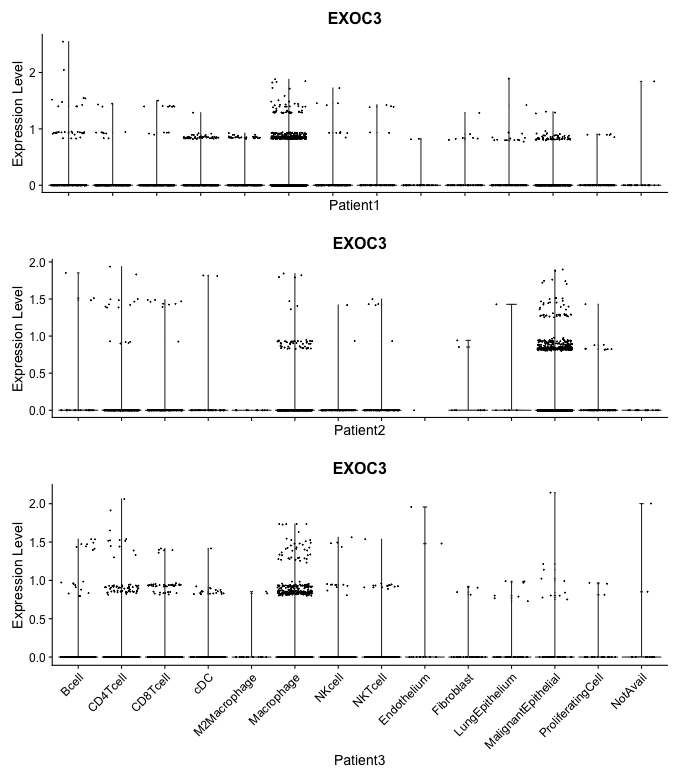 EXOC3
Expression Level
2
1
0
Patient1
EXOC3
Expression Level
2.0
1.5
1.0
0.5
0.0
Patient2
EXOC3
Expression Level
2.0
1.5
1.0
0.5
0.0
Bcell
CD4Tcell
CD8Tcell
cDC
M2Macrophage
Macrophage
NKcell
NKTcell
Endothelium
Fibroblast
LungEpithelium
MalignantEpithelial
ProliferatingCell
NotAvail
Patient3